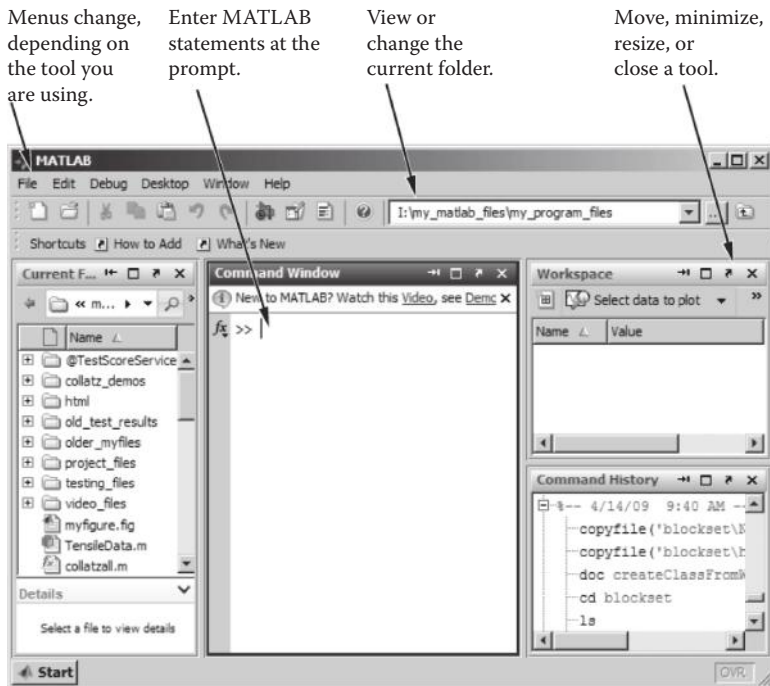 Menus change,
depending on
the tool you
are using.
Enter MATLAB
statements at the
prompt.
View or
change the
current folder.
Move, minimize,
resize, or
close a tool.
MATLAB
File Edit Debug Desktop Window Help
I:\my_matlab_files\my_program_files
Shortcuts How to Add What's New
Current F...
« m...
Name
@TestScoreService
collatz_demos
html
old_test_results
older_myfiles
project_files
testing_files
video_files
myfigure.fig
TensileData.m
collatzall.m
Details
Select a file to view details
Command Window
New to MATLAB? Watch this Video, see Demo
fx >>
Workspace
Select data to plot »
Name Value
Command History
%-- 4/14/09 9:40 AM --
copyfile('blockset\
copyfile('blockset\h
doc createClassFrom
cd blockset
ls
Start
OVR